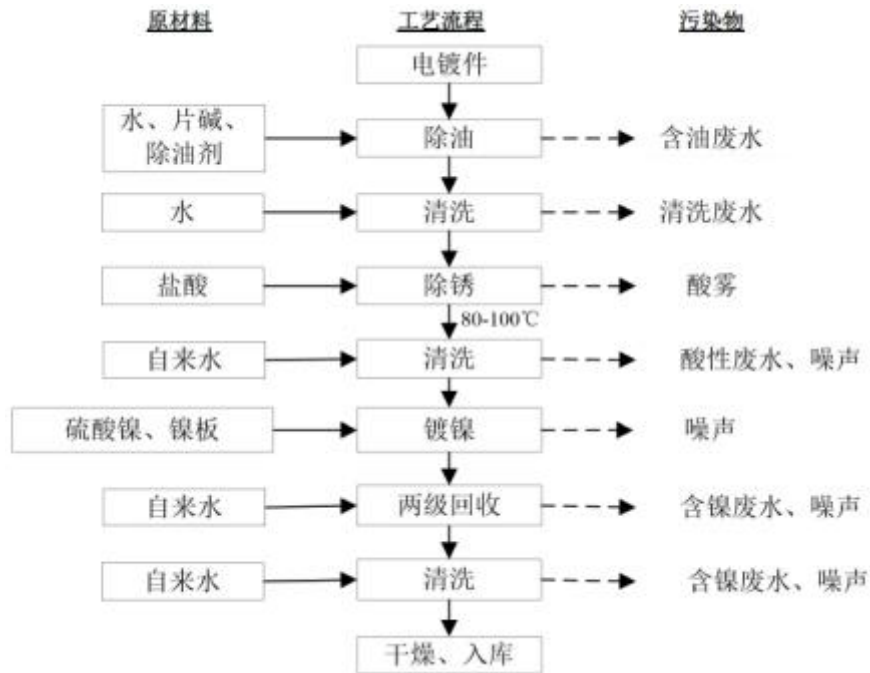 原材料 工艺流程 污染物
电镀件
水、片碱、
除油剂
除油
含油废水
水
清洗
清洗废水
盐酸
除锈
酸雾
80-100℃
自来水
清洗
酸性废水、噪声
硫酸镍、镍板
镀镍
噪声
自来水
两级回收
含镍废水、噪声
自来水
清洗
含镍废水、噪声
干燥、入库